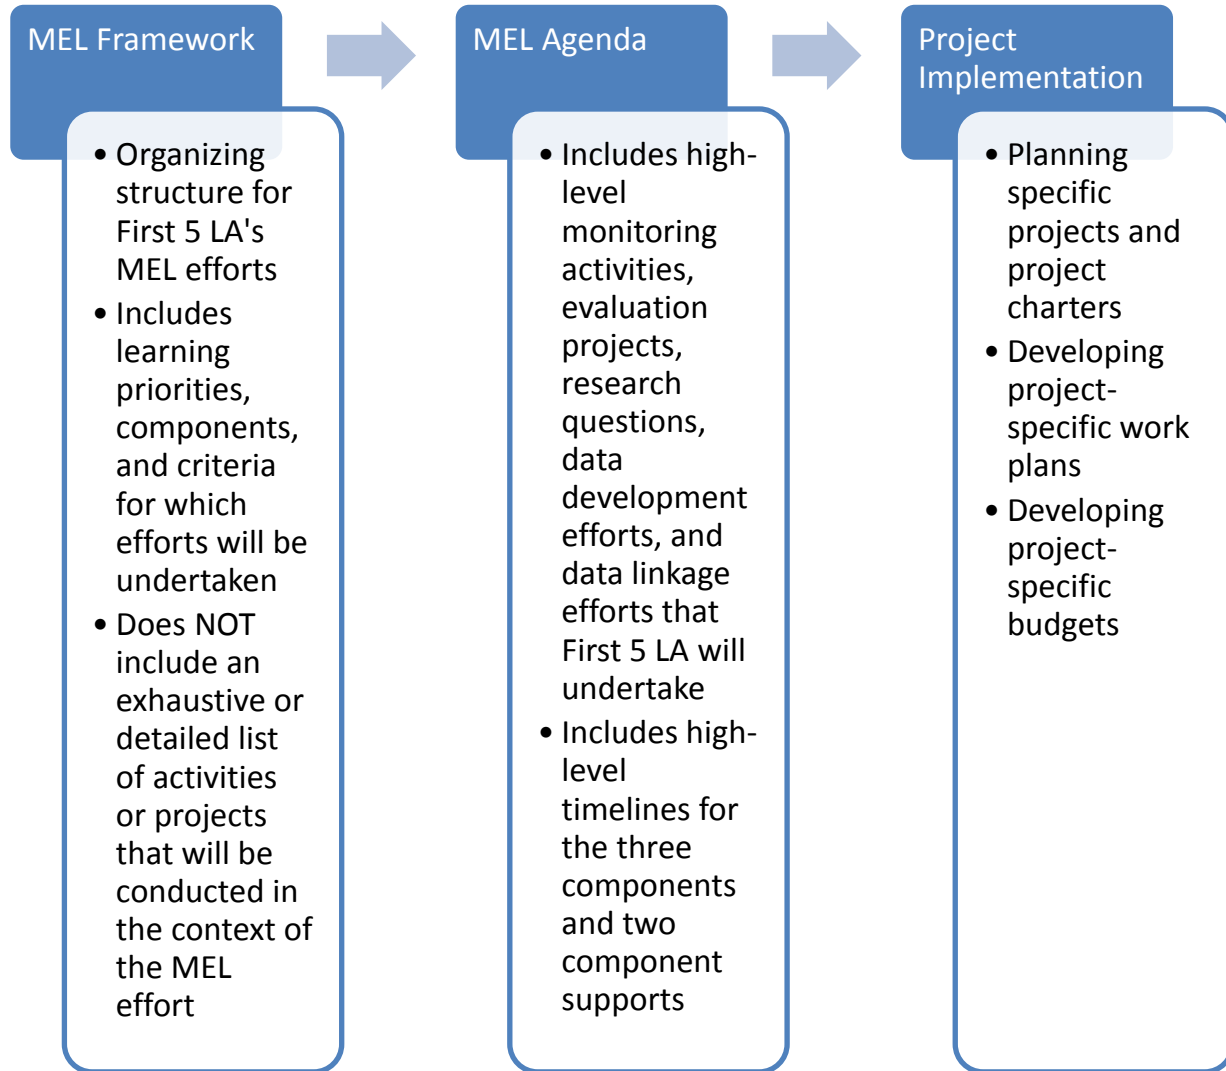 MEL Framework
• Organizing
structure for
First 5 LA's
MEL efforts
• Includes
learning
priorities,
components,
and criteria
for which
efforts will be
undertaken
• Does NOT
include an
exhaustive or
detailed list
of activities
or projects
that will be
conducted in
the context of
the MEL
effort
MEL Agenda
• Includes high-
level
monitoring
activities,
evaluation
projects,
research
questions,
data
development
efforts, and
data linkage
efforts that
First 5 LA will
undertake
• Includes high-
level
timelines for
the three
components
and two
component
supports
Project
Implementation
• Planning
specific
projects and
project
charters
• Developing
project-
specific work
plans
• Developing
project-
specific
budgets